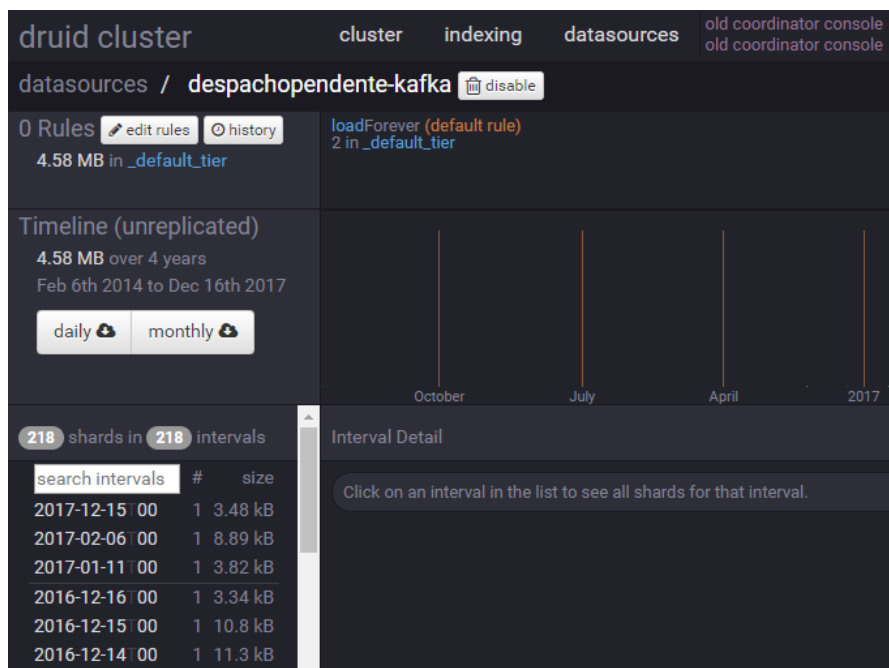 druid cluster
cluster indexing datasources
old coordinator console
old coordinator console
datasources / despachopendente-kafka disable
0 Rules edit rules history
4.58 MB in _default_tier
loadForever (default rule)
2 in _default_tier
Timeline (unreplicated)
4.58 MB over 4 years
Feb 6th 2014 to Dec 16th 2017
daily monthly
October July April 2017
218 shards in 218 intervals
search intervals # size
2017-12-15T00 1 3.48 kB
2017-02-06T00 1 8.89 kB
2017-01-11T00 1 3.82 kB
2016-12-16T00 1 3.34 kB
2016-12-15T00 1 10.8 kB
2016-12-14T00 1 11.3 kB
Interval Detail
Click on an interval in the list to see all shards for that interval.